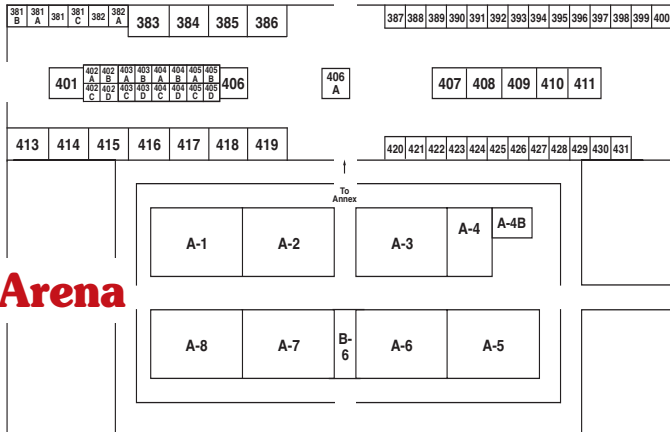 381 B 381 A 381 381 C 382 382 A 383 384 385 386 387 388 389 390 391 392 393 394 395 396 397 398 399 400
401 402 A 402 B 403 A 403 B 404 A 404 B 405 A 405 B 406 406 A 407 408 409 410 411
402 C 402 D 403 C 403 D 404 C 404 D 405 C 405 D
413 414 415 416 417 418 419 420 421 422 423 424 425 426 427 428 429 430 431
To
Annex
A-1 A-2 A-3 A-4 A-4B
Arena
A-8 A-7 B-6 A-6 A-5